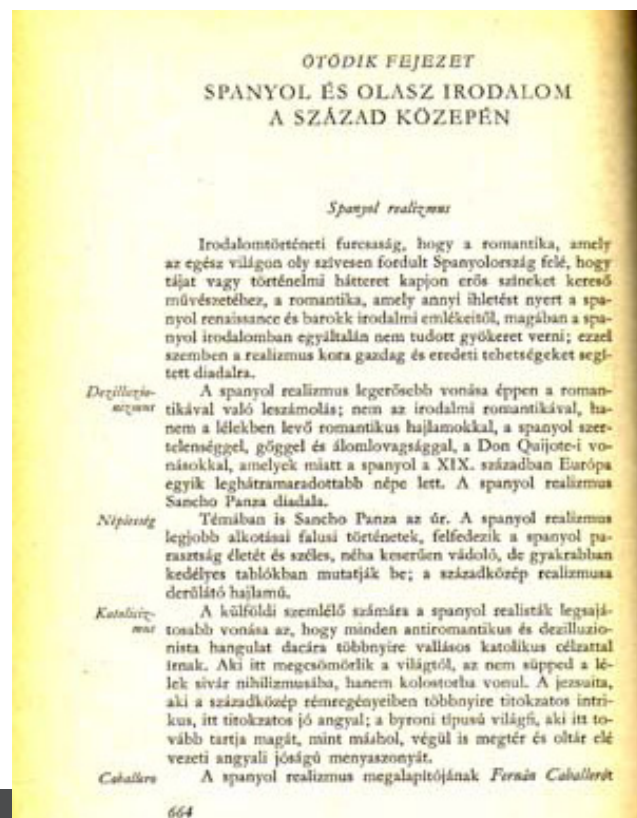 ÖTÖDIK FEJEZET
SPANYOL ÉS OLASZ IRODALOM
A SZÁZAD KÖZEPÉN
Spanyol realizmus
Irodalomtörténeti furcsaság, hogy a romantika, amely
az egész világon oly szívesen fordult Spanyolország felé, hogy
tájat vagy történelmi hátteret kapjon erős színeket kereső
művészetéhez, a romantika, amely annyi ihletést nyert a spa-
nyol renaissance és barokk irodalmi emlékeitől, magában a spa-
nyol irodalomban egyáltalán nem tudott gyökeret verni; ezzel
szemben a realizmus kora gazdag és eredeti tehetségeket segí-
tett diadalra.
Dezilluzio-
nizmus
A spanyol realizmus legerősebb vonása éppen a roman-
tikával való leszámolás; nem az irodalmi romantikával, ha-
nem a lélekben levő romantikus hajlamokkal, a spanyol szer-
telenséggel, gőggel és álomlovagsággal, a Don Quijote-i vo-
násokkal, amelyek miatt a spanyol a XIX. században Európa
egyik leghátramaradottabb népe lett. A spanyol realizmus
Sancho Panza diadala.
Népiesség
Témában is Sancho Panza az úr. A spanyol realizmus
legjobb alkotásai falusi történetek, felfedezik a spanyol pa-
rasztság életét és széles, néha keserűen vádoló, de gyakrabban
kedélyes tablókban mutatják be; a századközép realizmusa
derűlátó hajlamú.
Katoliciz-
mus
A külföldi szemlélő számára a spanyol realisták legsajá-
tosabb vonása az, hogy minden antiromantikus és dezilluzio-
nista hangulat dacára többnyire vallásos katolikus célzattal
írnak. Aki itt megcsömörlik a világtól, az nem süpped a lé-
lek sivár nihilizmusába, hanem kolostorba vonul. A jezsuita,
aki a századközép rémregényeiben többnyire titokzatos intri-
kus, itt titokzatos jó angyal; a byroni típusú világfi, aki itt to-
vább tartja magát, mint máshol, végül is megtér és oltár elé
vezeti angyali jóságú menyasszonyát.
Caballero
A spanyol realizmus megalapítójának Fernán Caballerót
664